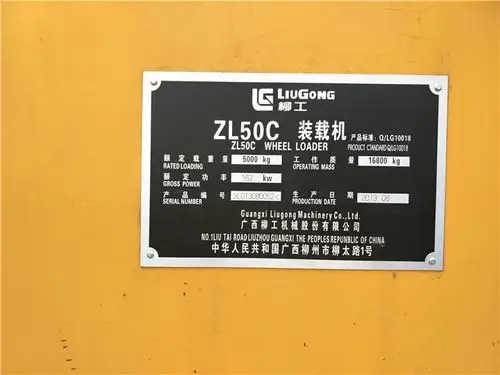 LIUGONG
柳工
ZL50C 装载机 产品标准: Q/LG10018
ZL50C WHEEL LOADER PRODUCT CTANDARD:Q/LG10018
额定载重量 5000 kg 工作质量 16800 kg
RATED LOADING OPERATING MASS
额定功率 162 kw
GROSS POWER
产品编号 生产日期 2013 08
SERIAL NUMBER PRODUCTION DATE
Guangxi Liugong Machinery Co.,Ltd.
广西柳工机械股份有限公司
NO.1LIU TAI ROAD LIUZHOU GUANGXI THE PEOPLES REPUNBLIC OF CHINA
中华人民共和国广西柳州市柳太路1号